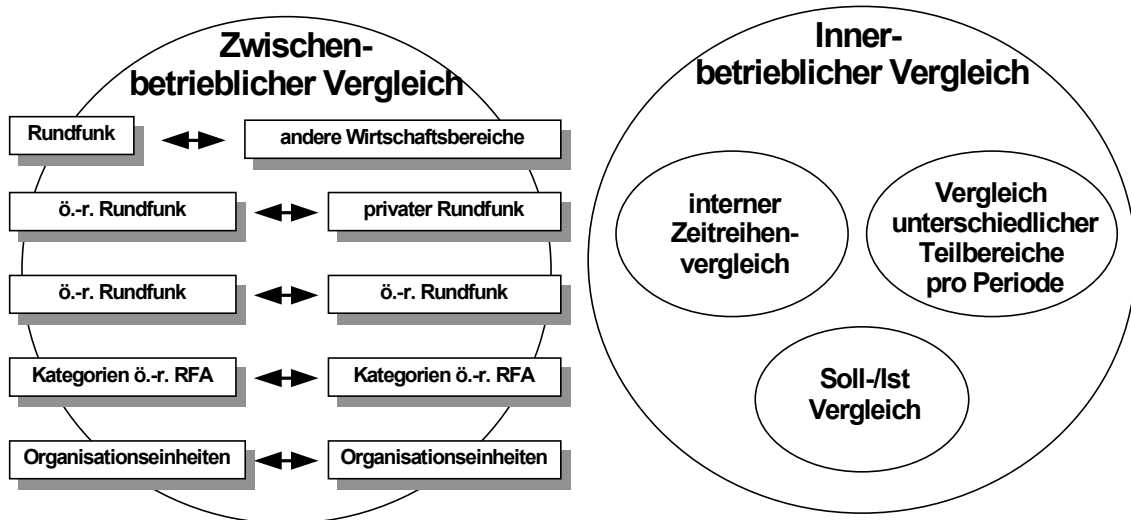 Zwischen-
betrieblicher Vergleich
Rundfunk
andere Wirtschaftsbereiche
ö.-r. Rundfunk
privater Rundfunk
ö.-r. Rundfunk
ö.-r. Rundfunk
Kategorien ö.-r. RFA
Kategorien ö.-r. RFA
Organisationseinheiten
Organisationseinheiten
Inner-
betrieblicher Vergleich
interner
Zeitreihen-
vergleich
Vergleich
unterschiedlicher
Teilbereiche
pro Periode
Soll-/Ist
Vergleich